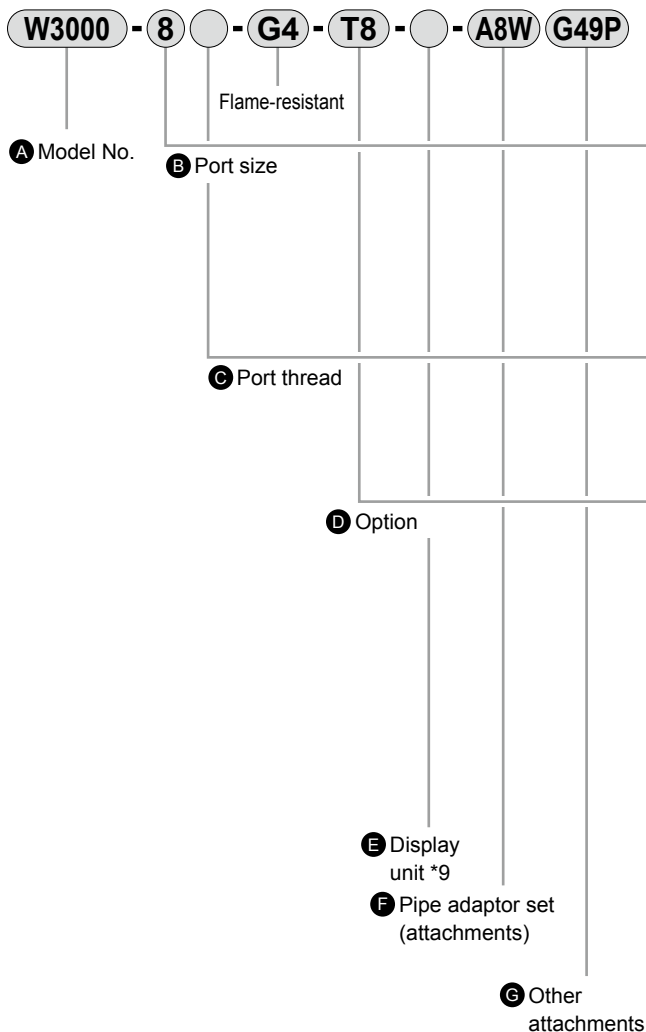 W3000 - 8 - G4 - T8 - - A8W G49P
Flame-resistant
A Model No.
B Port size
C Port thread
D Option
E Display
unit *9
F Pipe adaptor set
(attachments)
G Other
attachments